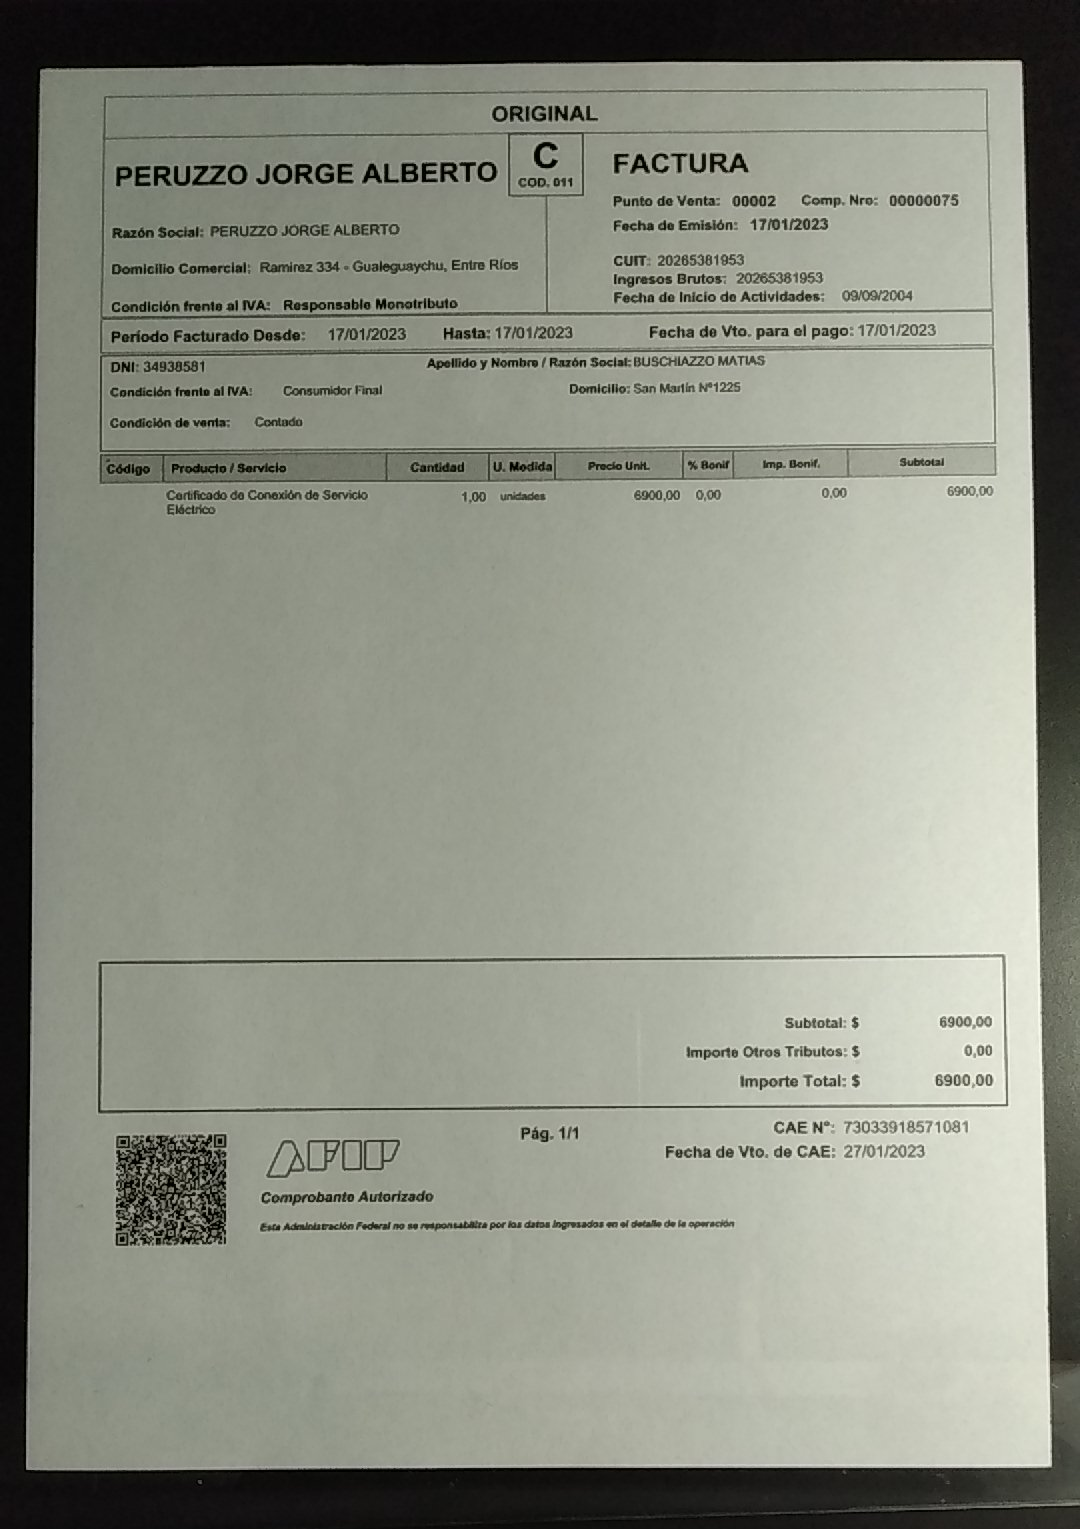 ORIGINAL
PERUZZO JORGE ALBERTO
C
COD. 011
FACTURA
Punto de Venta: 00002 Comp. Nro: 00000075
Fecha de Emisión: 17/01/2023
Razón Social: PERUZZO JORGE ALBERTO
Domicilio Comercial: Ramirez 334 - Gualeguaychu, Entre Ríos
Condición frente al IVA: Responsable Monotributo
CUIT: 20265381953
Ingresos Brutos: 20265381953
Fecha de Inicio de Actividades: 09/09/2004
Período Facturado Desde: 17/01/2023 Hasta: 17/01/2023 Fecha de Vto. para el pago: 17/01/2023
DNI: 34938581 Apellido y Nombre / Razón Social: BUSCHIAZZO MATIAS
Condición frente al IVA: Consumidor Final Domicilio: San Martín Nº1225
Condición de venta: Contado
Código Producto / Servicio Cantidad U. Medida Precio Unit. % Bonif Imp. Bonif. Subtotal
Certificado de Conexión de Servicio 1,00 unidades 6900,00 0,00 0,00 6900,00
Eléctrico
Subtotal: $ 6900,00
Importe Otros Tributos: $ 0,00
Importe Total: $ 6900,00
AFIP
Comprobante Autorizado
Esta Administración Federal no se responsabiliza por los datos ingresados en el detalle de la operación
Pág. 1/1
CAE N°: 73033918571081
Fecha de Vto. de CAE: 27/01/2023